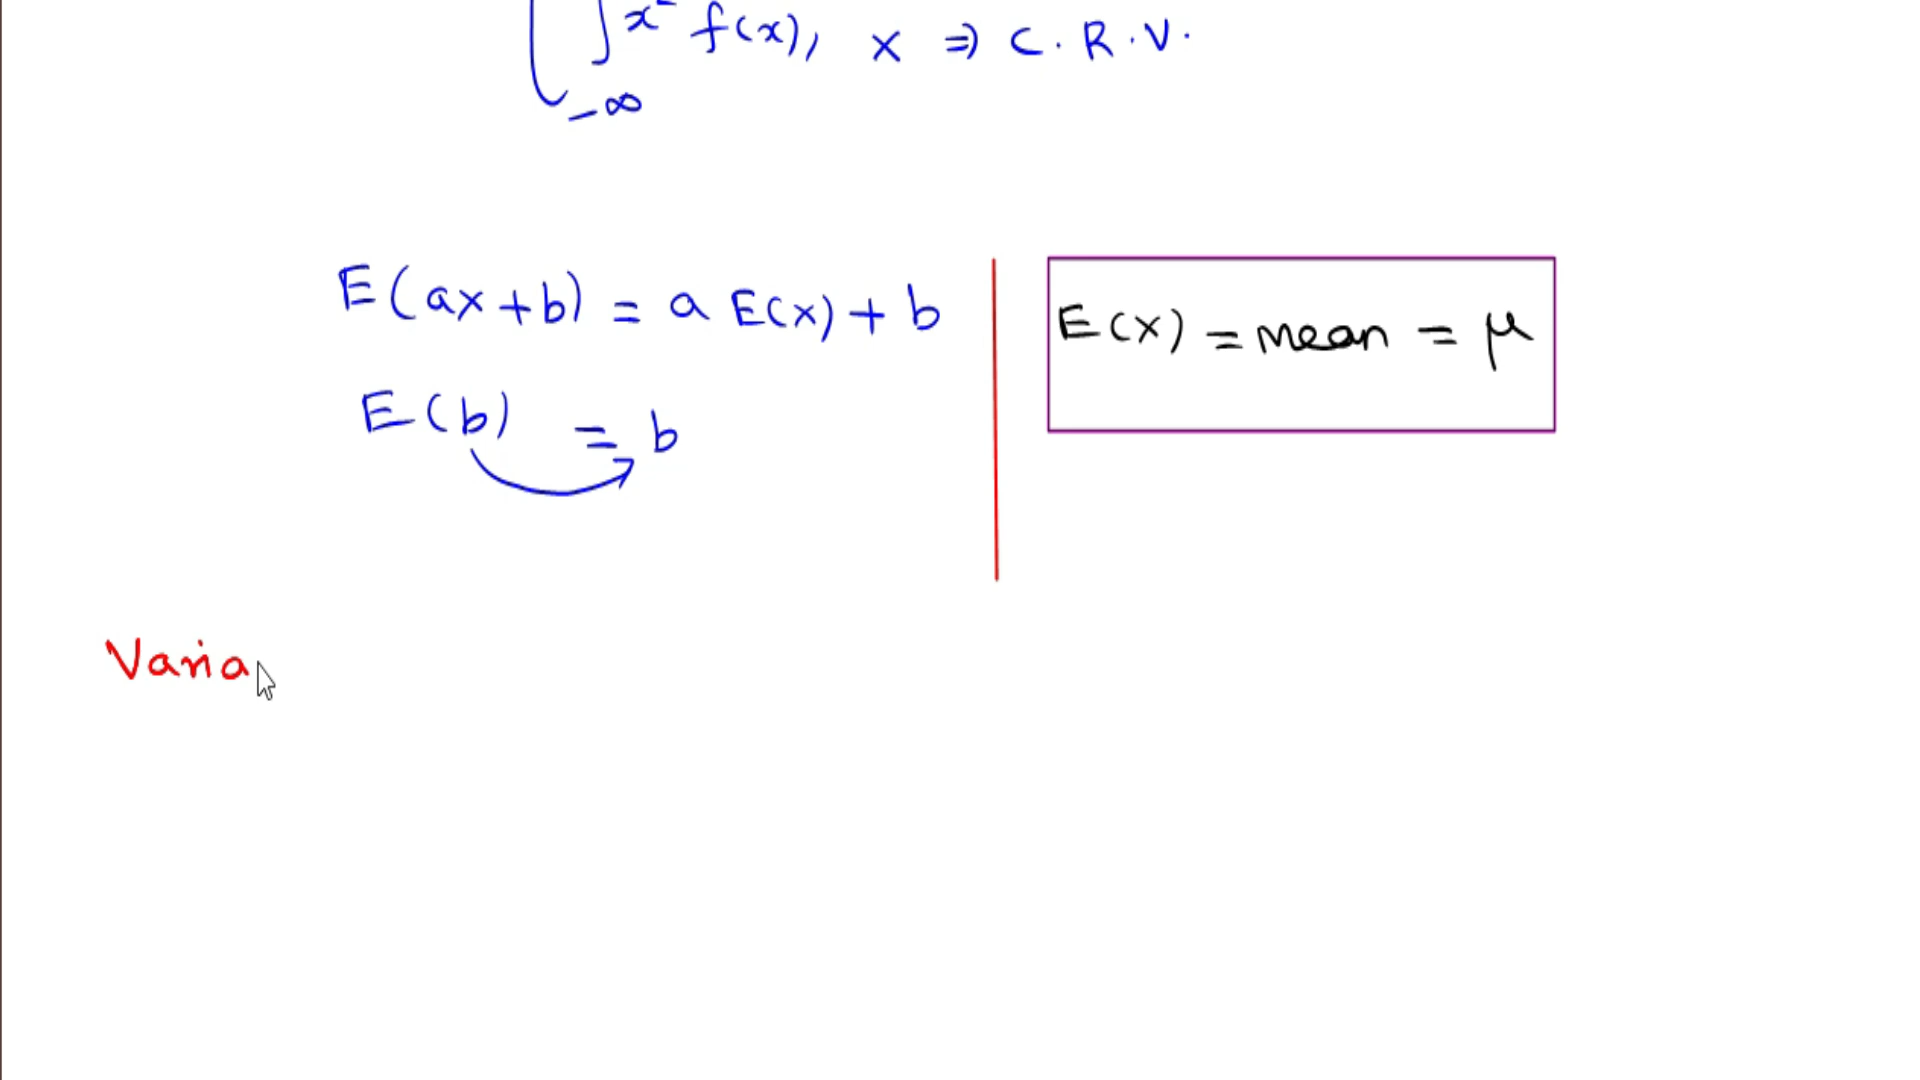 ∫ x² f(x), x ⇒ C.R.V.
-∞
E(ax+b) = a E(x) + b
E(b) = b
E(x) = mean = μ
Varia